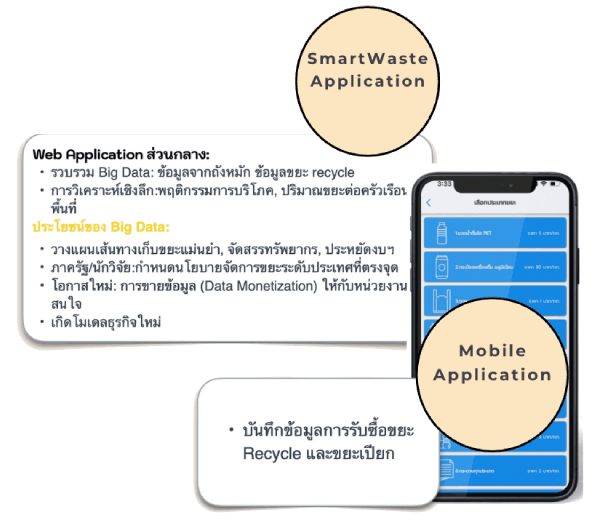 SmartWaste
Application
Web Application ส่วนกลาง:
• รวบรวม Big Data: ข้อมูลจากถังหมัก ข้อมูลขยะ recycle
• การวิเคราะห์เชิงลึก:พฤติกรรมการบริโภค, ปริมาณขยะต่อครัวเรือน
พื้นที่
ประโยชน์ของ Big Data:
• วางแผนเส้นทางเก็บขยะแม่นยำ, จัดสรรทรัพยากร, ประหยัดงบฯ
• ภาครัฐ/นักวิจัย:กำหนดนโยบายจัดการขยะระดับประเทศที่ตรงจุด
• โอกาสใหม่: การขายข้อมูล (Data Monetization) ให้กับหน่วยงาน
สนใจ
• เกิดโมเดลธุรกิจใหม่
3:33
เลือกประเภทขยะ
Mobile
Application
• บันทึกข้อมูลการรับซื้อขยะ
Recycle และขยะเปียก